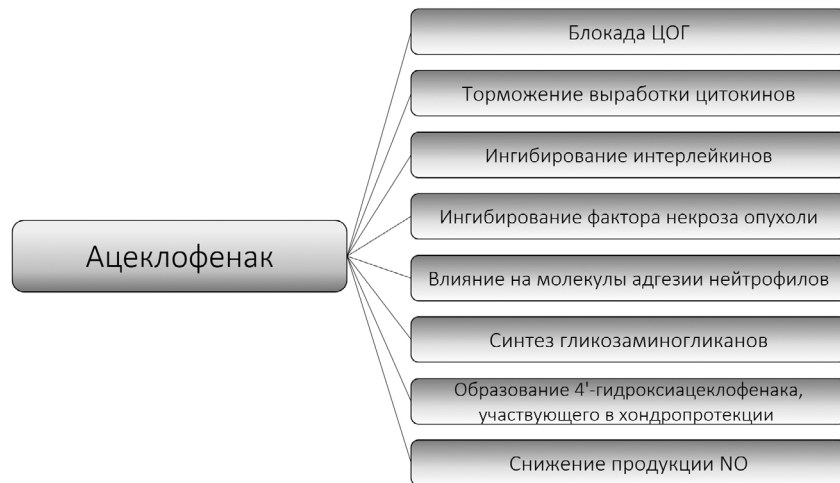 Ацеклофенак
Блокада ЦОГ
Торможение выработки цитокинов
Ингибирование интерлейкинов
Ингибирование фактора некроза опухоли
Влияние на молекулы адгезии нейтрофилов
Синтез гликозаминогликанов
Образование 4'-гидроксиацеклофенака,
участвующего в хондропротекции
Снижение продукции NO